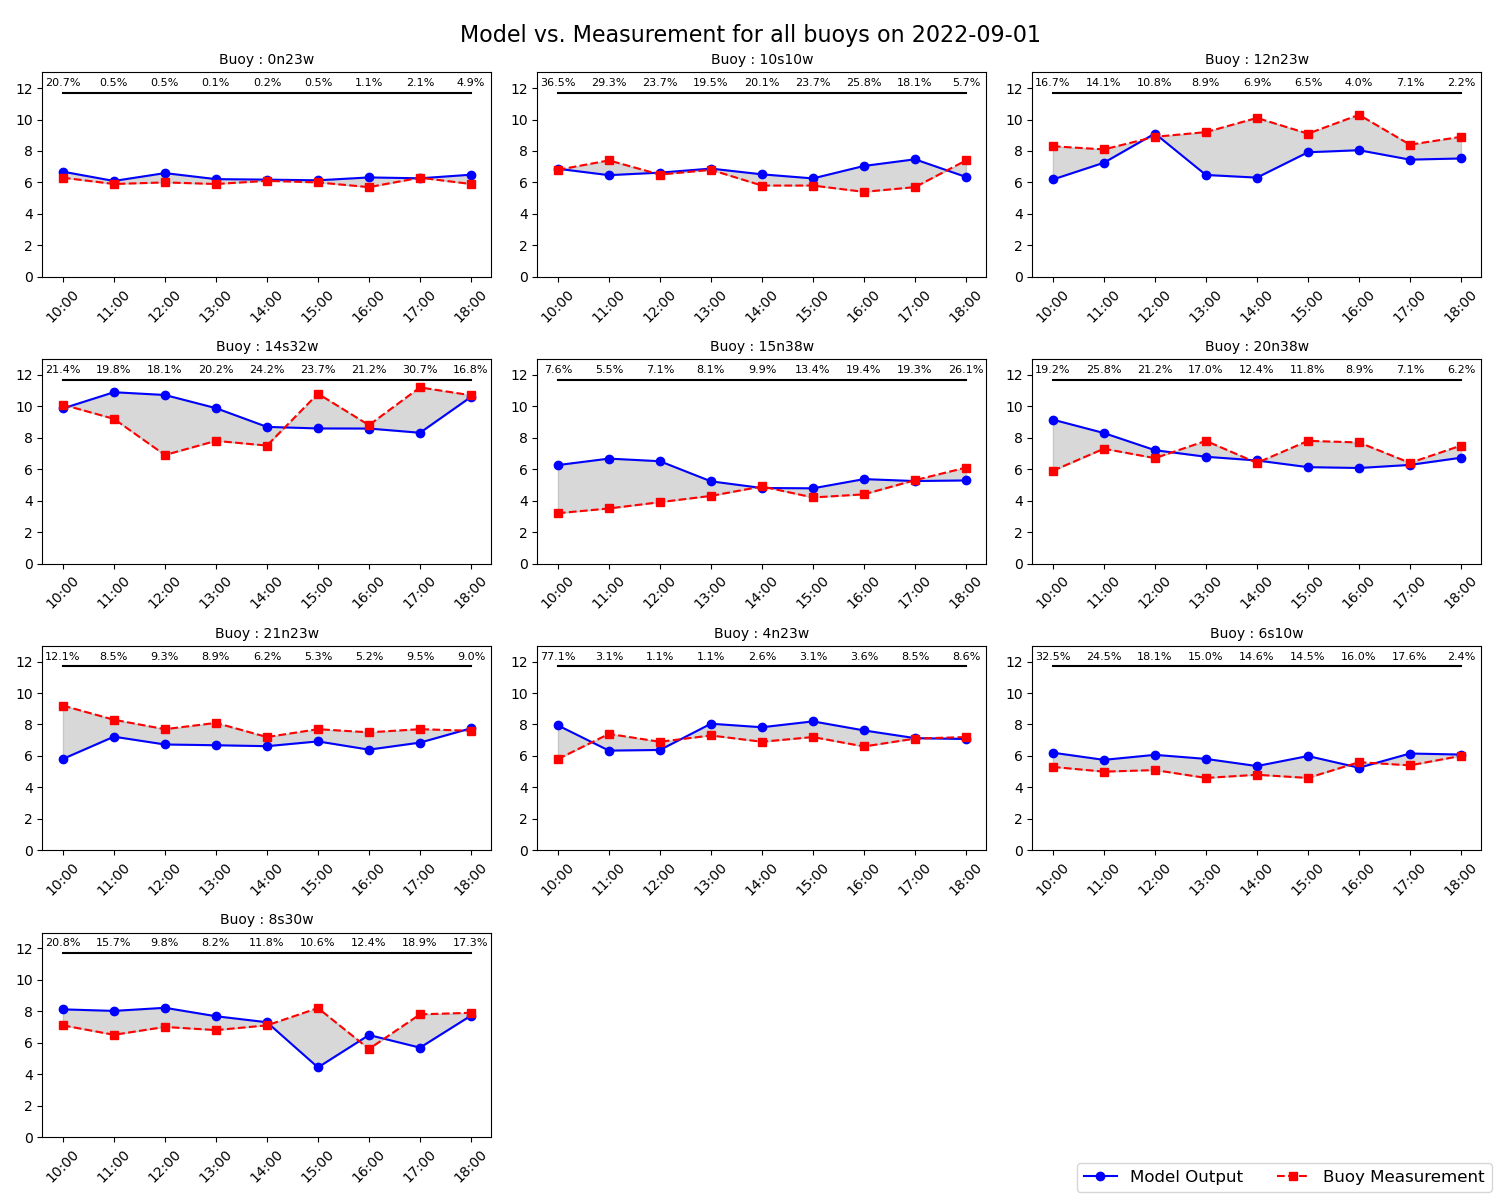 Model vs. Measurement for all buoys on 2022-09-01
Buoy : 0n23w
20.7% 0.5% 0.5% 0.1% 0.2% 0.5% 1.1% 2.1% 4.9%
12
10
8
6
4
2
0
10:00 11:00 12:00 13:00 14:00 15:00 16:00 17:00 18:00
Buoy : 10s10w
36.5% 29.3% 23.7% 19.5% 20.1% 23.7% 25.8% 18.1% 5.7%
12
10
8
6
4
2
0
10:00 11:00 12:00 13:00 14:00 15:00 16:00 17:00 18:00
Buoy : 12n23w
16.7% 14.1% 10.8% 8.9% 6.9% 6.5% 4.0% 7.1% 2.2%
12
10
8
6
4
2
0
10:00 11:00 12:00 13:00 14:00 15:00 16:00 17:00 18:00
Buoy : 14s32w
21.4% 19.8% 18.1% 20.2% 24.2% 23.7% 21.2% 30.7% 16.8%
12
10
8
6
4
2
0
10:00 11:00 12:00 13:00 14:00 15:00 16:00 17:00 18:00
Buoy : 15n38w
7.6% 5.5% 7.1% 8.1% 9.9% 13.4% 19.4% 19.3% 26.1%
12
10
8
6
4
2
0
10:00 11:00 12:00 13:00 14:00 15:00 16:00 17:00 18:00
Buoy : 20n38w
19.2% 25.8% 21.2% 17.0% 12.4% 11.8% 8.9% 7.1% 6.2%
12
10
8
6
4
2
0
10:00 11:00 12:00 13:00 14:00 15:00 16:00 17:00 18:00
Buoy : 21n23w
12.1% 8.5% 9.3% 8.9% 6.2% 5.3% 5.2% 9.5% 9.0%
12
10
8
6
4
2
0
10:00 11:00 12:00 13:00 14:00 15:00 16:00 17:00 18:00
Buoy : 4n23w
77.1% 3.1% 1.1% 1.1% 2.6% 3.1% 3.6% 8.5% 8.6%
12
10
8
6
4
2
0
10:00 11:00 12:00 13:00 14:00 15:00 16:00 17:00 18:00
Buoy : 6s10w
32.5% 24.5% 18.1% 15.0% 14.6% 14.5% 16.0% 17.6% 2.4%
12
10
8
6
4
2
0
10:00 11:00 12:00 13:00 14:00 15:00 16:00 17:00 18:00
Buoy : 8s30w
20.8% 15.7% 9.8% 8.2% 11.8% 10.6% 12.4% 18.9% 17.3%
12
10
8
6
4
2
0
10:00 11:00 12:00 13:00 14:00 15:00 16:00 17:00 18:00
Model Output Buoy Measurement